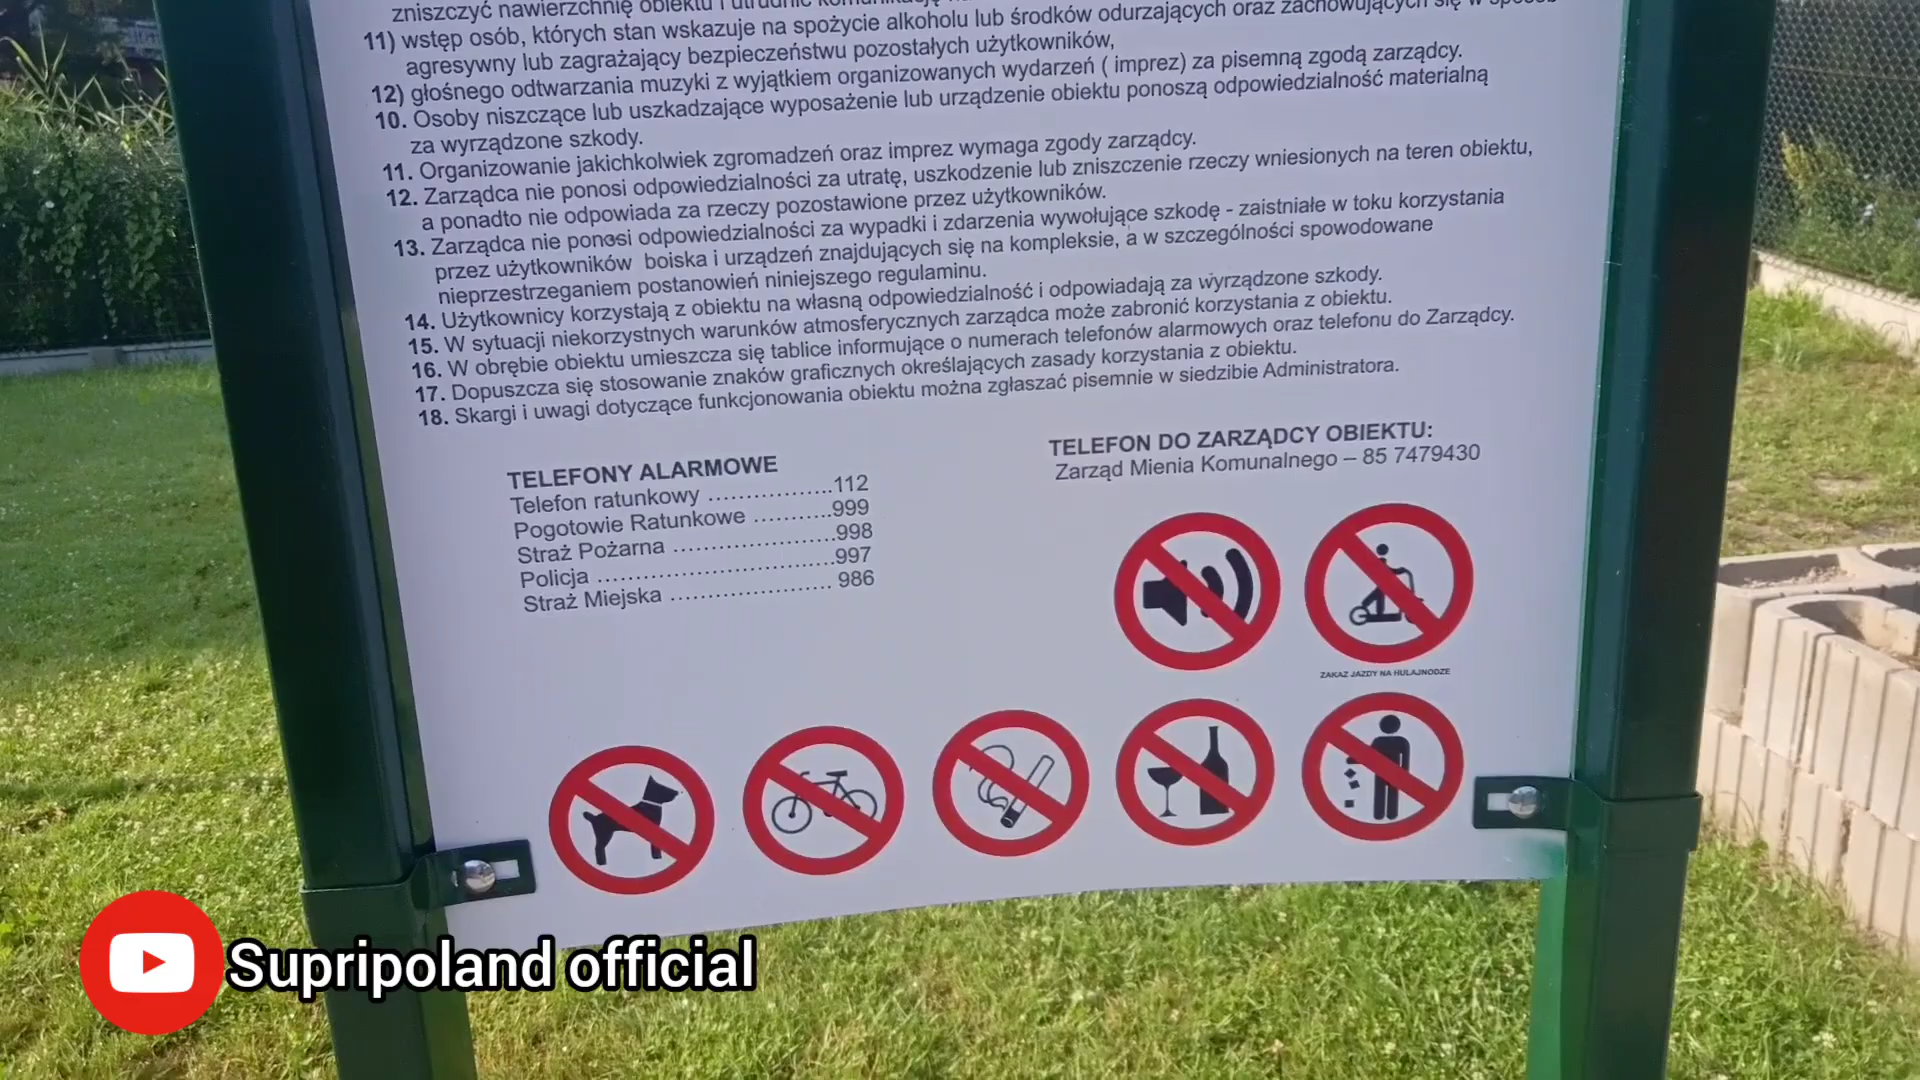 zniszczyć nawierzchnię obiektu i utrudnić
11) wstęp osób, których stan wskazuje na spożycie alkoholu lub środków odurzających oraz zachowujących się w sposób
agresywny lub zagrażający bezpieczeństwu pozostałych użytkowników,
12) głośnego odtwarzania muzyki z wyjątkiem organizowanych wydarzeń ( imprez) za pisemną zgodą zarządcy.
10. Osoby niszczące lub uszkadzające wyposażenie lub urządzenie obiektu ponoszą odpowiedzialność materialną
za wyrządzone szkody.
11. Organizowanie jakichkolwiek zgromadzeń oraz imprez wymaga zgody zarządcy.
12. Zarządca nie ponosi odpowiedzialności za utratę, uszkodzenie lub zniszczenie rzeczy wniesionych na teren obiektu,
a ponadto nie odpowiada za rzeczy pozostawione przez użytkowników.
13. Zarządca nie ponosi odpowiedzialności za wypadki i zdarzenia wywołujące szkodę - zaistniałe w toku korzystania
przez użytkowników boiska i urządzeń znajdujących się na kompleksie, a w szczególności spowodowane
nieprzestrzeganiem postanowień niniejszego regulaminu.
14. Użytkownicy korzystają z obiektu na własną odpowiedzialność i odpowiadają za wyrządzone szkody.
15. W sytuacji niekorzystnych warunków atmosferycznych zarządca może zabronić korzystania z obiektu.
16. W obrębie obiektu umieszcza się tablice informujące o numerach telefonów alarmowych oraz telefonu do Zarządcy.
17. Dopuszcza się stosowanie znaków graficznych określających zasady korzystania z obiektu.
18. Skargi i uwagi dotyczące funkcjonowania obiektu można zgłaszać pisemnie w siedzibie Administratora.
TELEFONY ALARMOWE
Telefon ratunkowy ..................112
Pogotowie Ratunkowe ...........999
Straż Pożarna .......................998
Policja .................................997
Straż Miejska ....................... 986
TELEFON DO ZARZĄDCY OBIEKTU:
Zarząd Mienia Komunalnego – 85 7479430
ZAKAZ JAZDY NA HULAJNODZE
Supripoland official